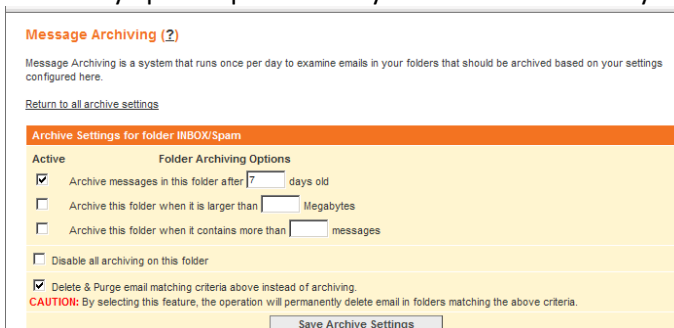 Message Archiving (?)
Message Archiving is a system that runs once per day to examine emails in your folders that should be archived based on your settings
configured here.
Return to all archive settings
Archive Settings for folder INBOX/Spam
Active Folder Archiving Options
Archive messages in this folder after 7 days old
Archive this folder when it is larger than Megabytes
Archive this folder when it contains more than messages
Disable all archiving on this folder
Delete & Purge email matching criteria above instead of archiving.
CAUTION: By selecting this feature, the operation will permanently delete email in folders matching the above criteria.
Save Archive Settings